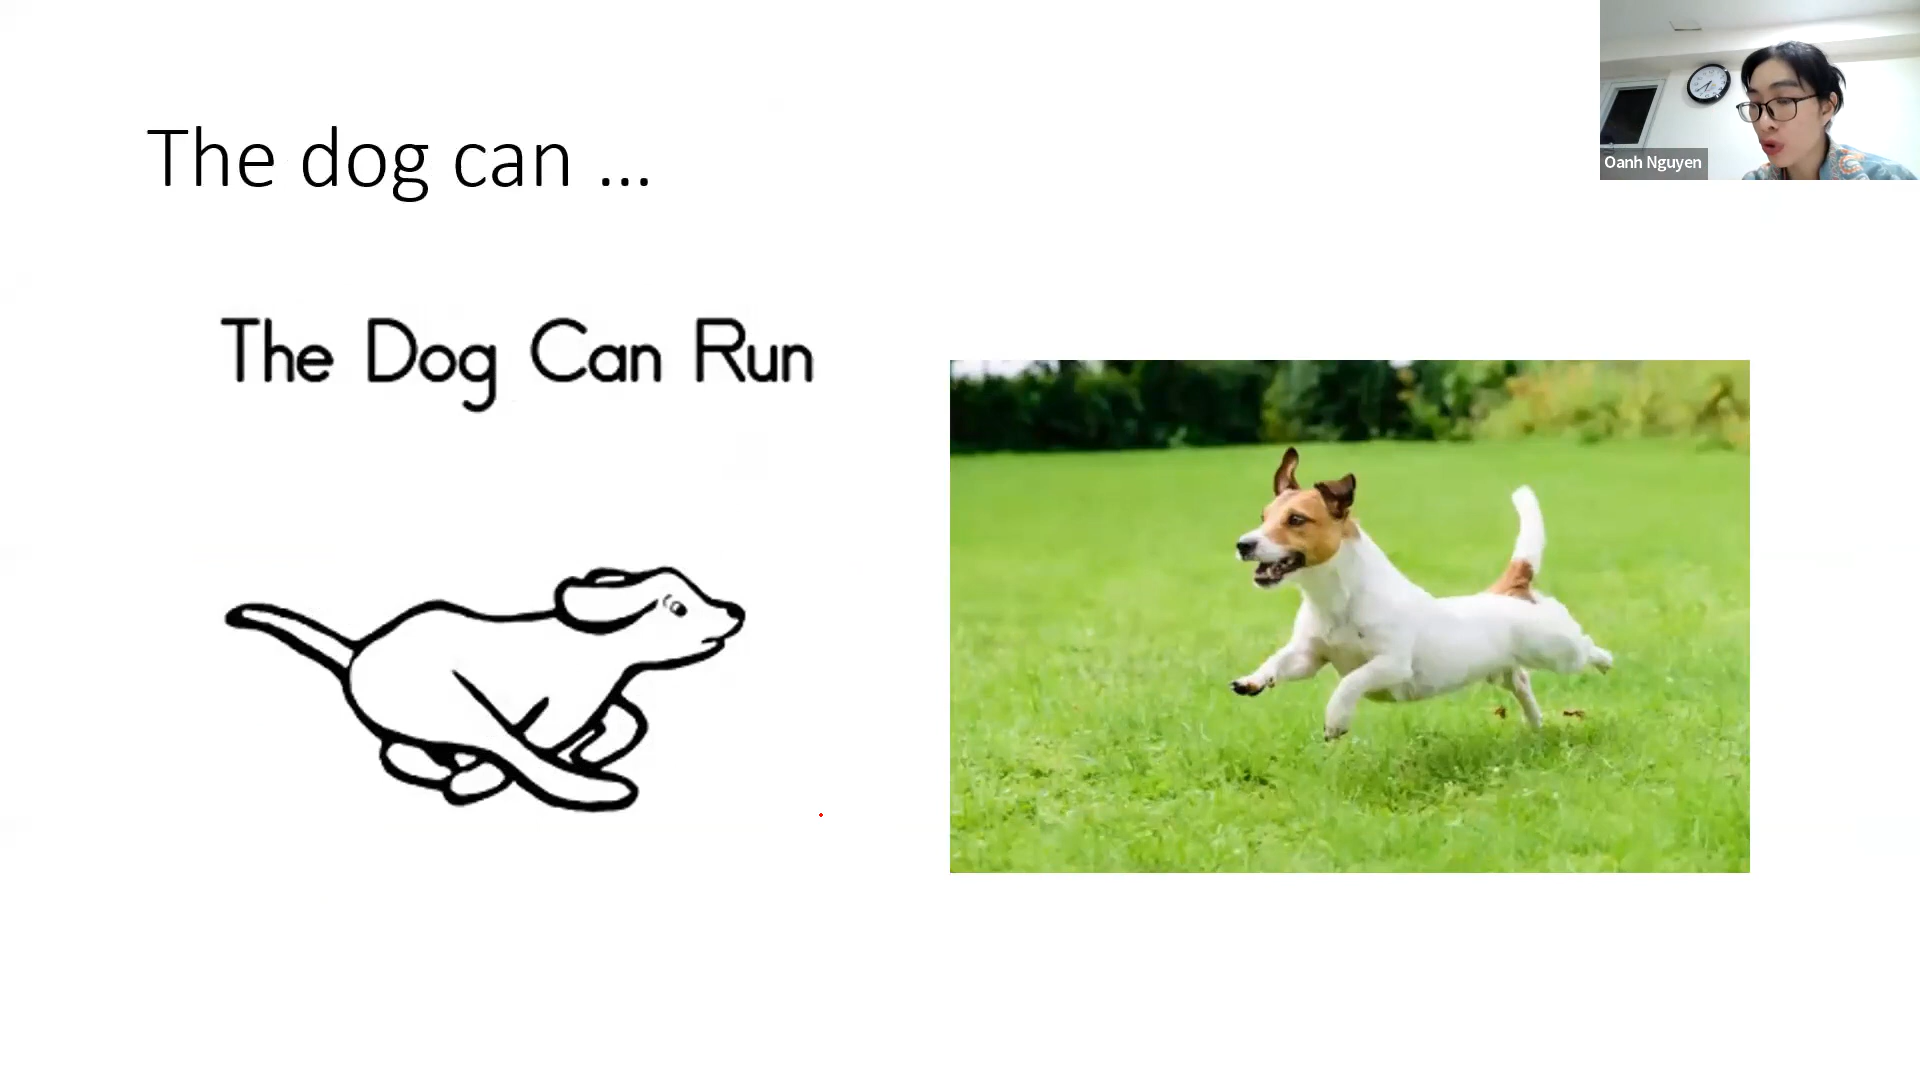 The dog can ...
The Dog Can Run
Oanh Nguyen